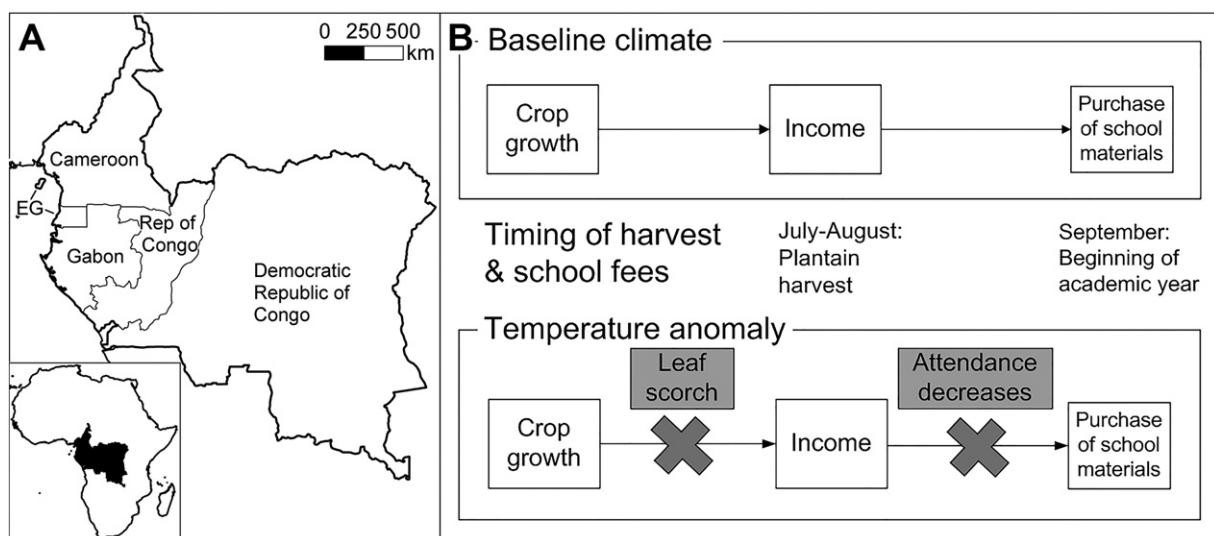 A
0 250 500
km
Cameroon
EG
Rep of
Congo
Gabon
Democratic
Republic of
Congo
B
Baseline climate
Crop
growth
Income
Purchase
of school
materials
Timing of harvest
& school fees
July-August:
Plantain
harvest
September:
Beginning of
academic year
Temperature anomaly
Leaf
scorch
Attendance
decreases
Crop
growth
Income
Purchase
of school
materials